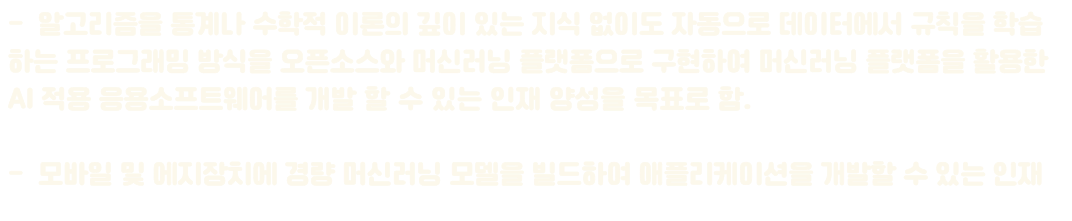 - 알고리즘을 통계나 수학적 이론의 깊이 있는 지식 없이도 자동으로 데이터에서 규칙을 학습
하는 프로그래밍 방식을 오픈소스와 머신러닝 플랫폼으로 구현하여 머신러닝 플랫폼을 활용한
AI 적용 응용소프트웨어를 개발 할 수 있는 인재 양성을 목표로 함.
- 모바일 및 에지장치에 경량 머신러닝 모델을 빌드하여 애플리케이션을 개발할 수 있는 인재